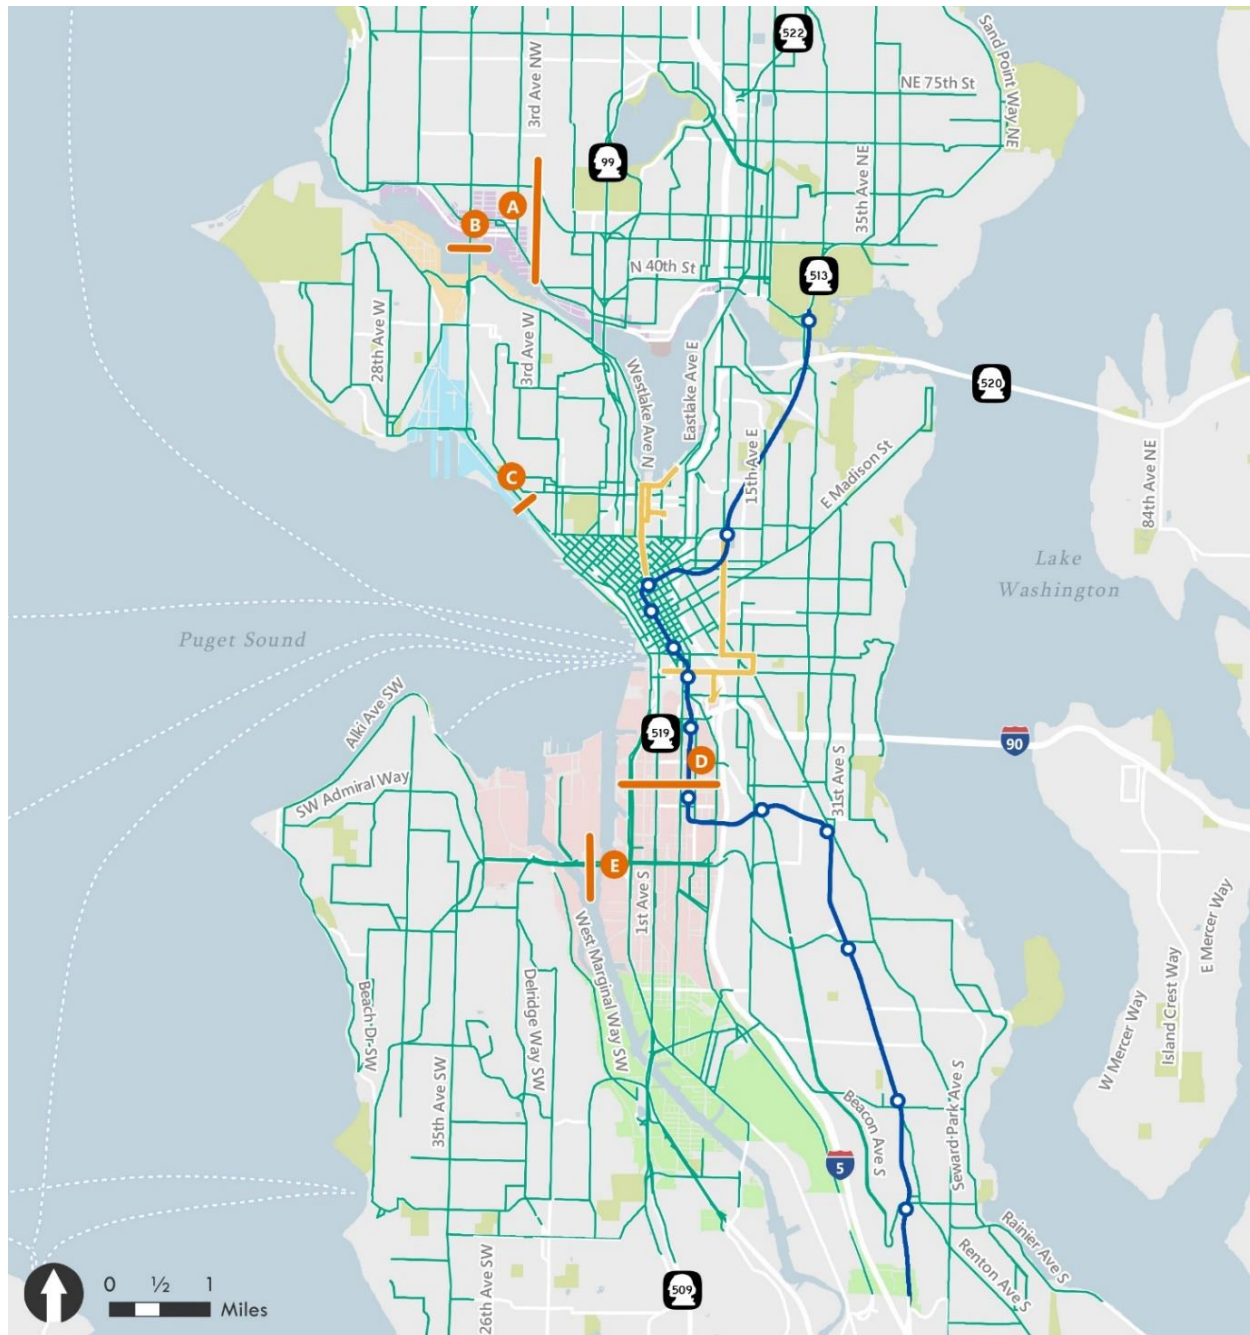 522
Sand Point Way NE
NE 75th St
3rd Ave NW
99
35th Ave NE
A
B
N 40th St
513
28th Ave W
3rd Ave W
Westlake Ave N
Eastlake Ave E
520
15th Ave E
E Madison St
84th Ave NE
C
Lake
Washington
Puget Sound
Alki Ave SW
519
90
D
SW Admiral Way
31st Ave S
E
1st Ave S
West Marginal Way SW
Delridge Way SW
Beach Dr SW
E Mercer Way
Island Crest Way
W Mercer Way
35th Ave SW
Beacon Ave S
Seward Park Ave S
5
Rainier Ave S
Renton Ave S
0 ½ 1
Miles
509
26th Ave SW